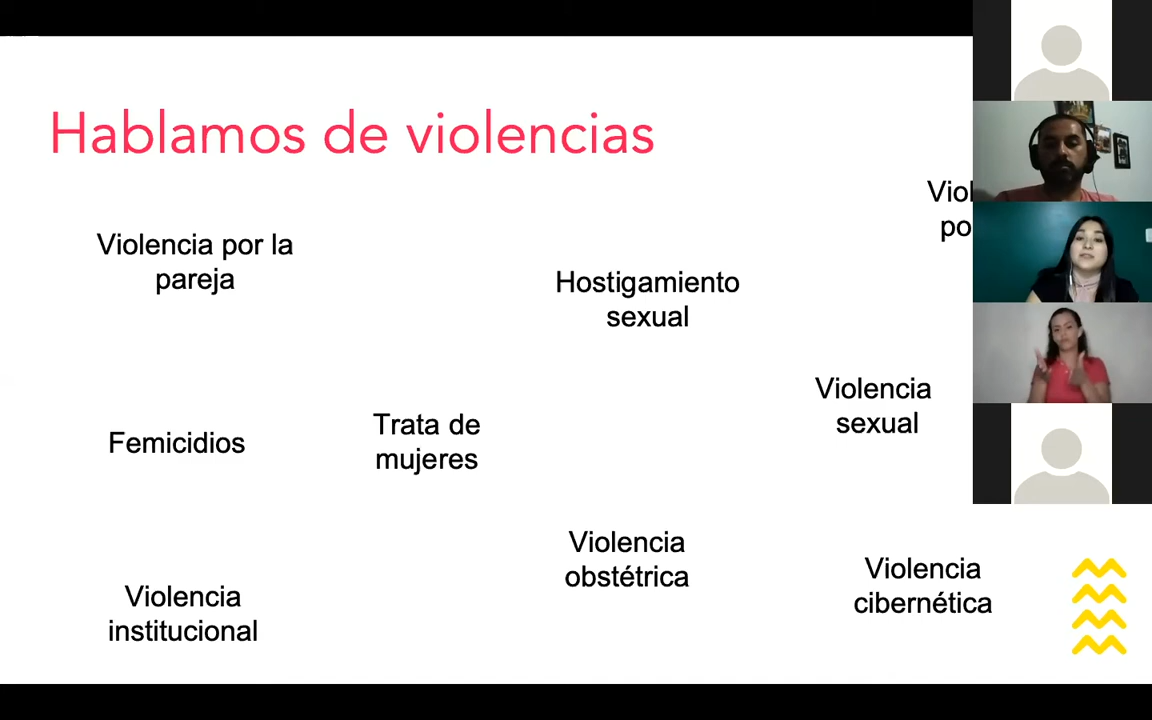 Hablamos de violencias
Violencia por la
pareja
Hostigamiento
sexual
Violencia
sexual
Femicidios
Trata de
mujeres
Violencia
obstétrica
Violencia
cibernética
Violencia
institucional